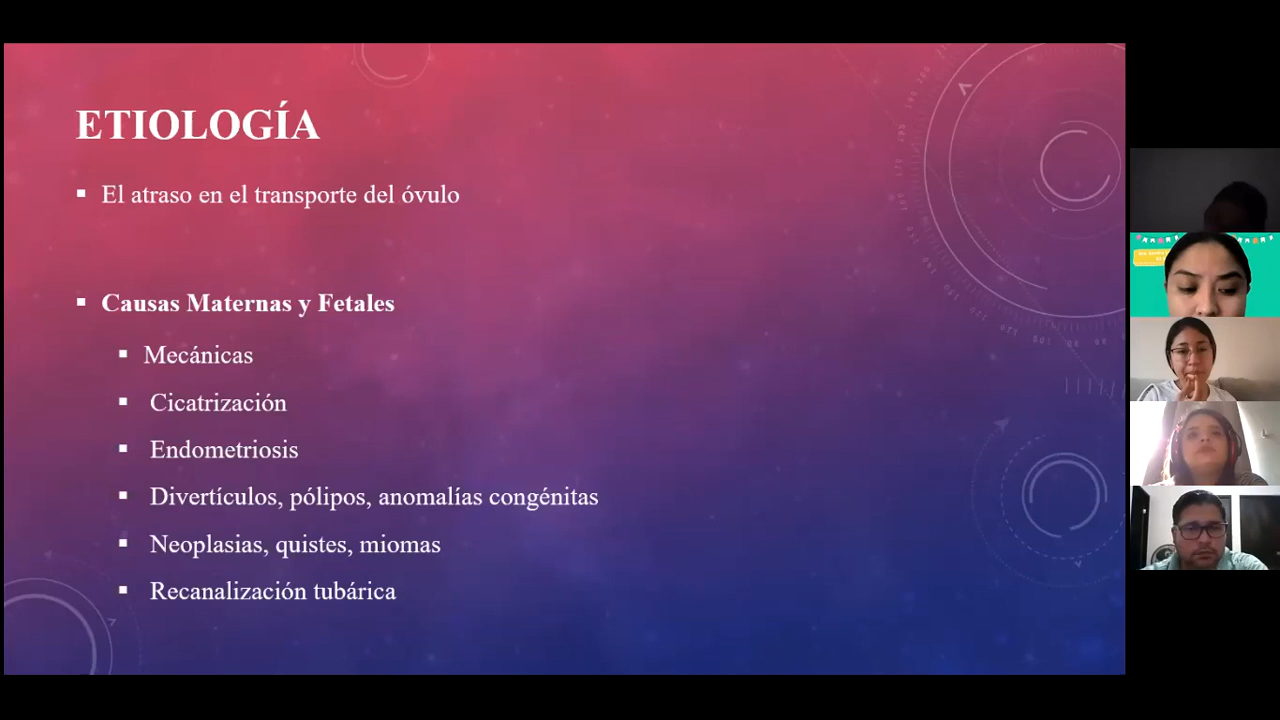 ETIOLOGÍA
▪ El atraso en el transporte del óvulo
▪ Causas Maternas y Fetales
▪ Mecánicas
▪ Cicatrización
▪ Endometriosis
▪ Divertículos, pólipos, anomalías congénitas
▪ Neoplasias, quistes, miomas
▪ Recanalización tubárica